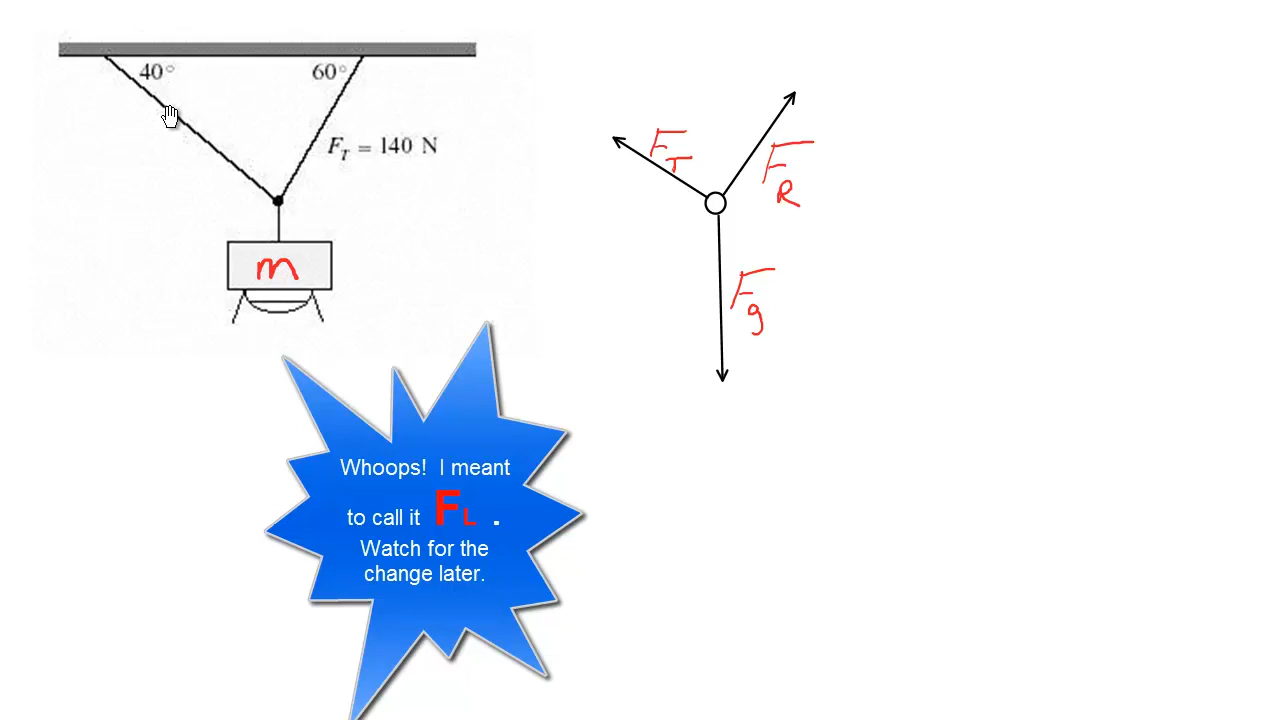 40° 60°
F_T = 140 N
m
F_T
F_R
F_g
Whoops! I meant
to call it F_L .
Watch for the
change later.